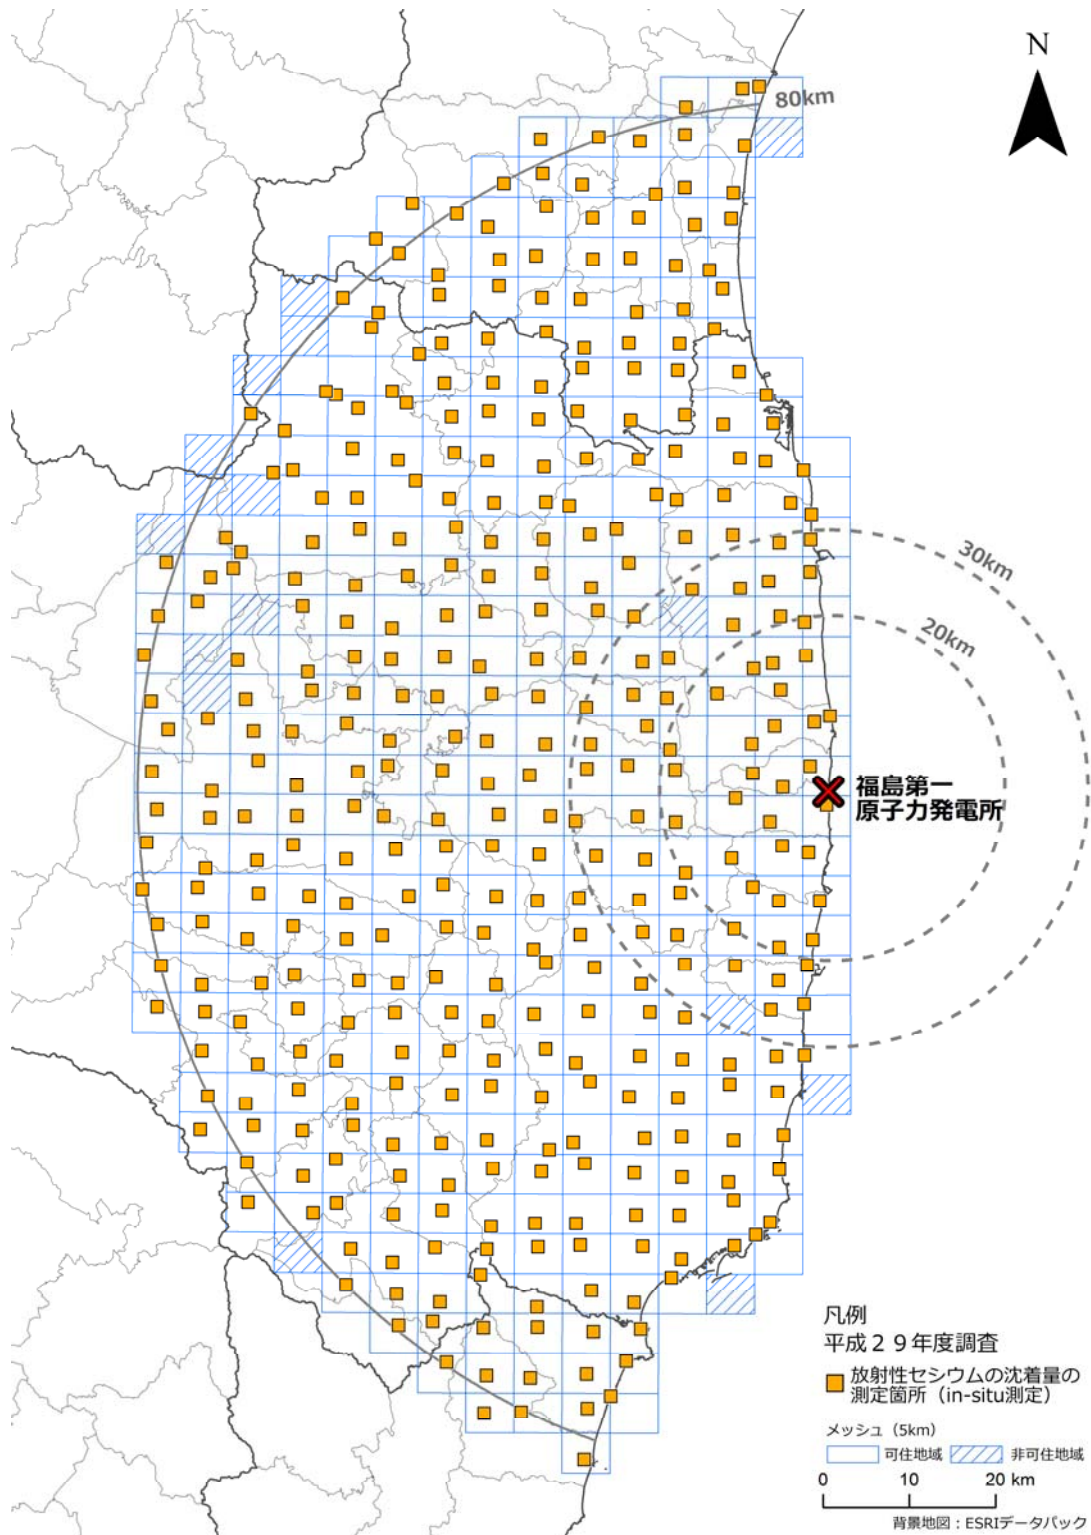 N
80km
30km
20km
福島第一
原子力発電所
凡例
平成２９年度調査
放射性セシウムの沈着量の
測定箇所（in-situ測定）
メッシュ（5km）
可住地域
非可住地域
0 10 20 km
背景地図：ESRIデータパック